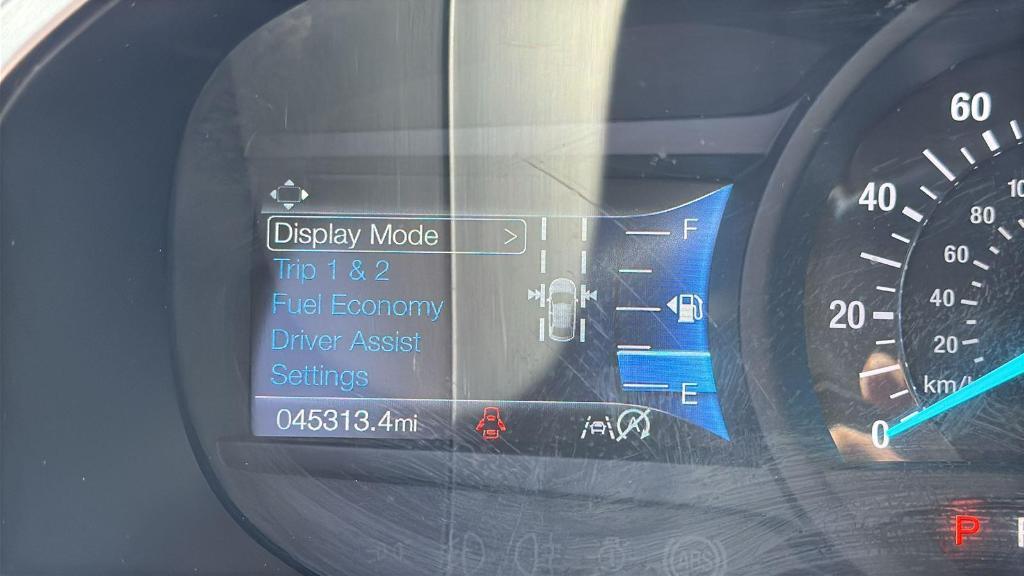 Display Mode >
Trip 1 & 2
Fuel Economy
Driver Assist
Settings
045313.4mi
F
E
60
40
20
0
80
60
40
20
P